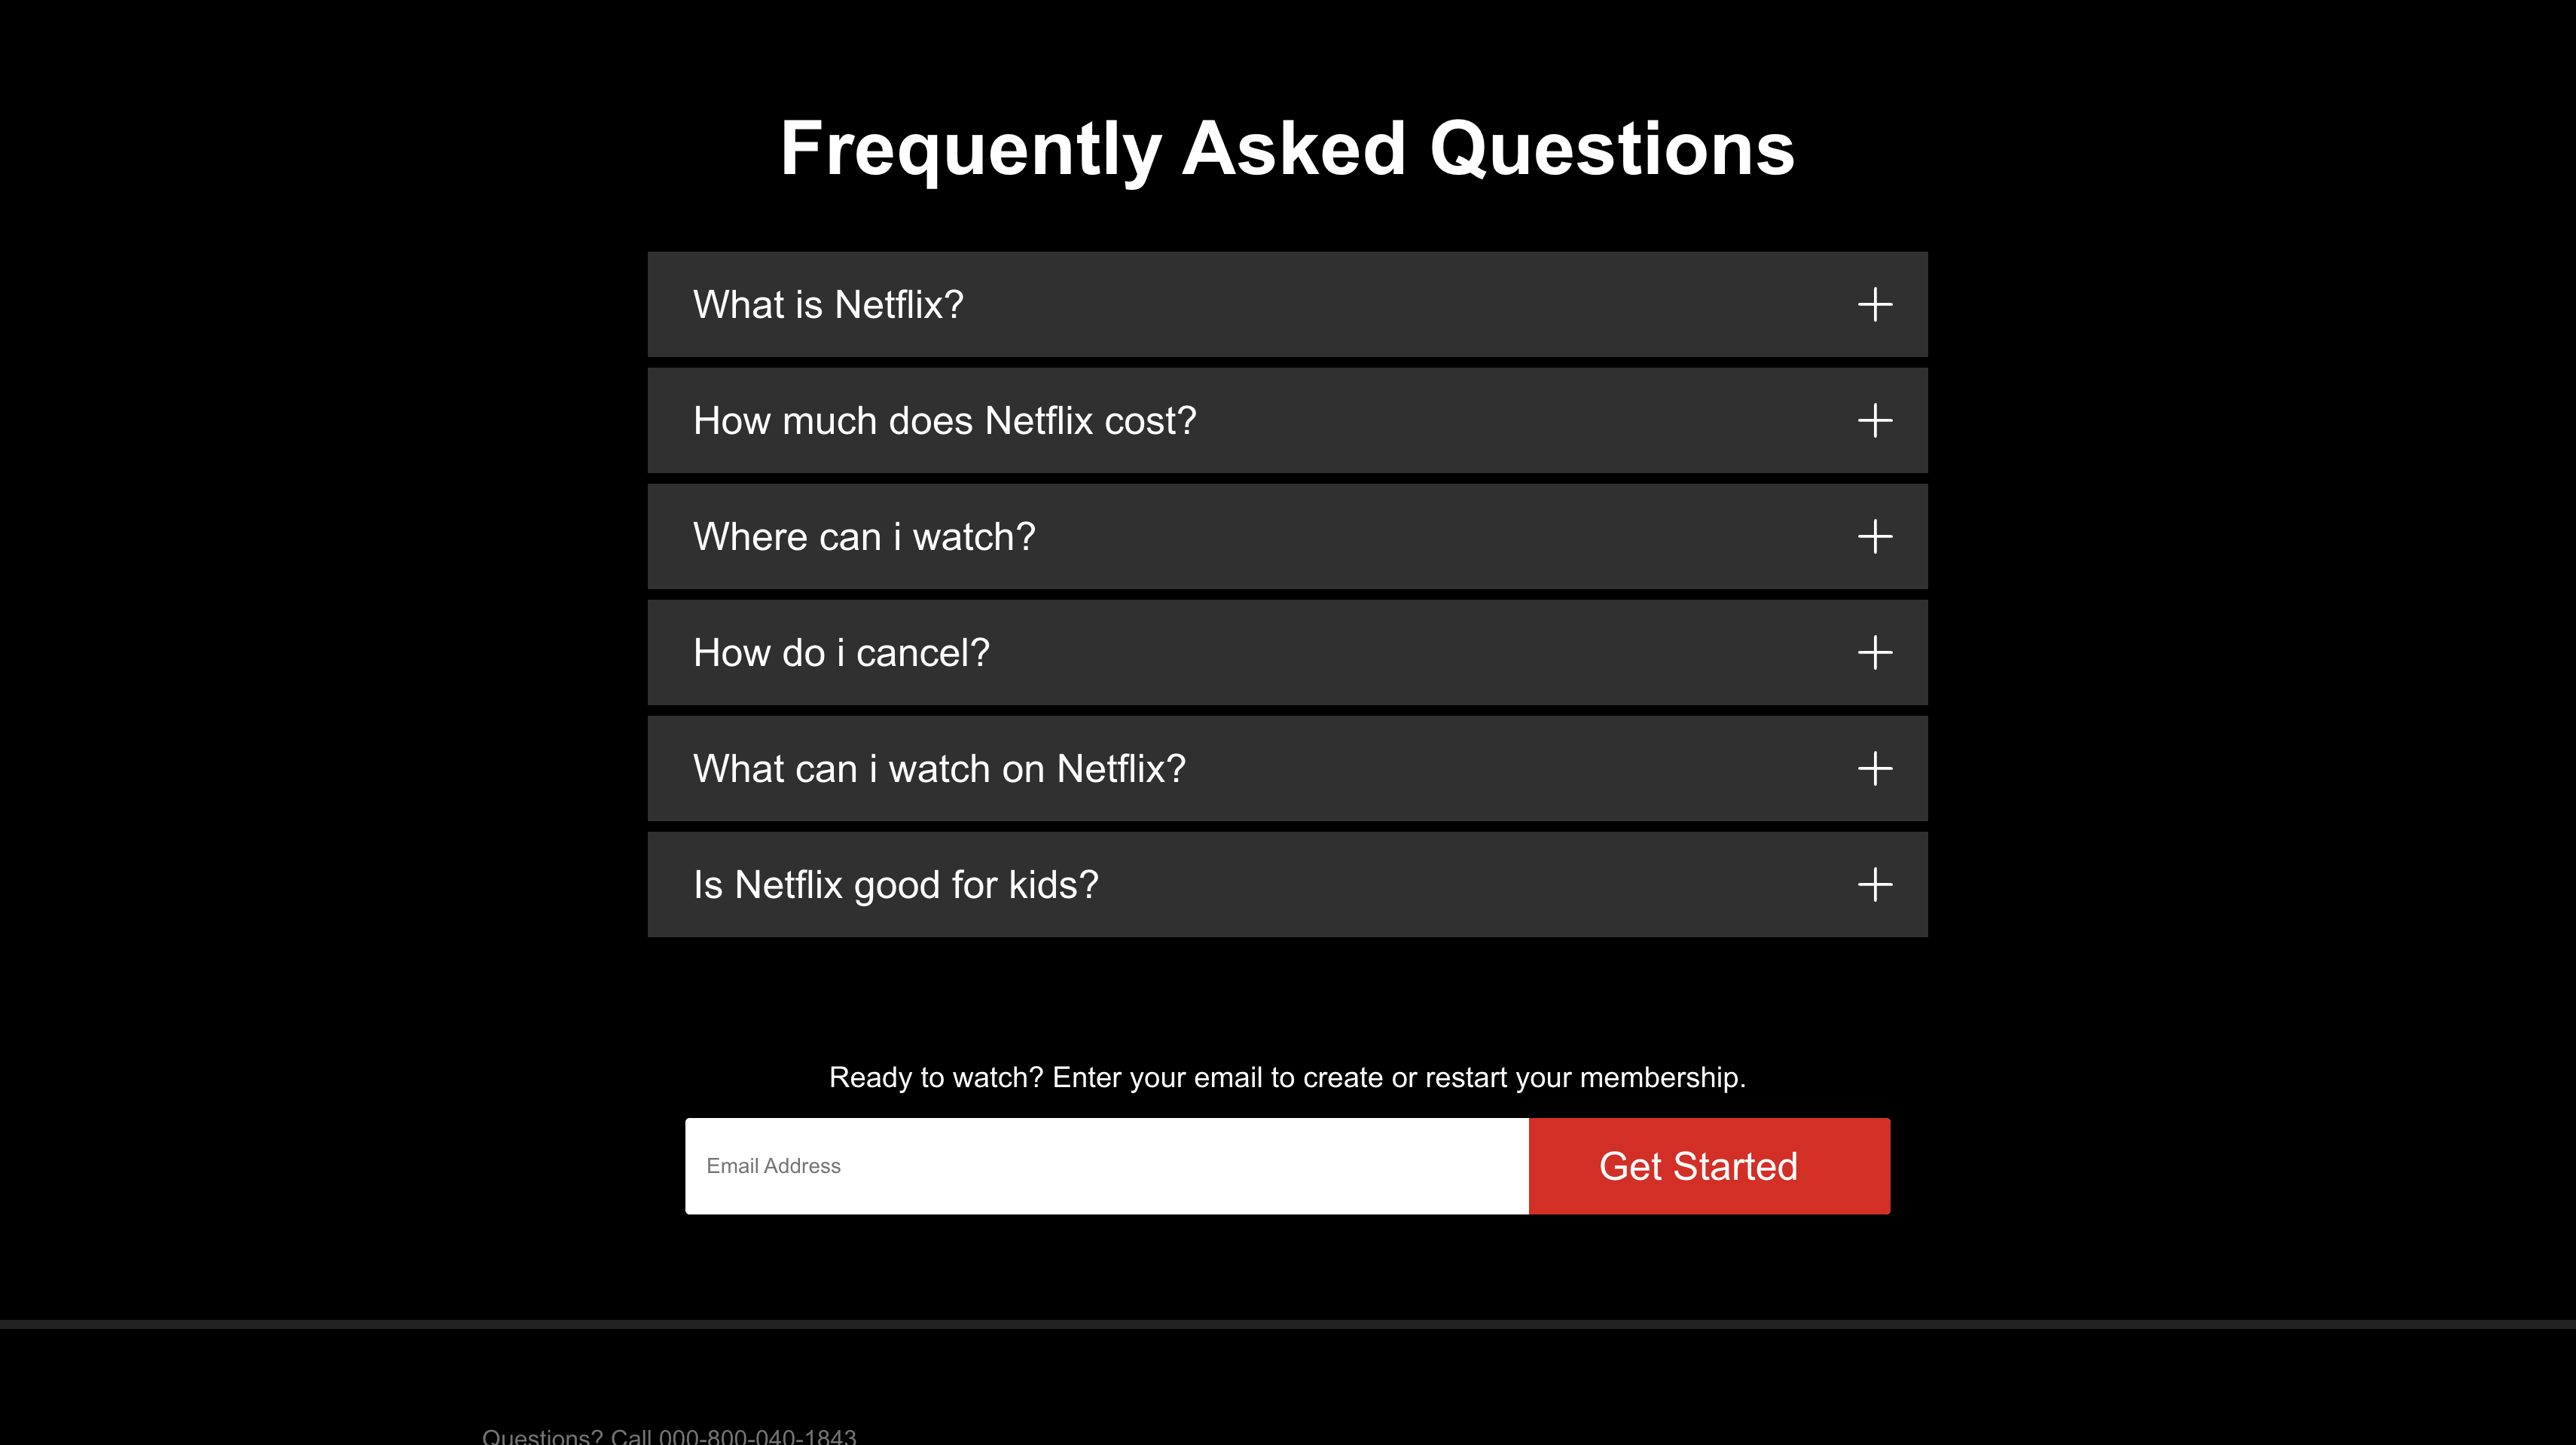 Frequently Asked Questions
What is Netflix?
How much does Netflix cost?
Where can i watch?
How do i cancel?
What can i watch on Netflix?
Is Netflix good for kids?
Ready to watch? Enter your email to create or restart your membership.
Email Address
Get Started
Questions? Call 000-800-040-1843